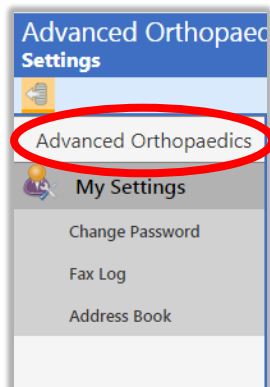 Advanced Orthopaed
Settings
Advanced Orthopaedics
My Settings
Change Password
Fax Log
Address Book